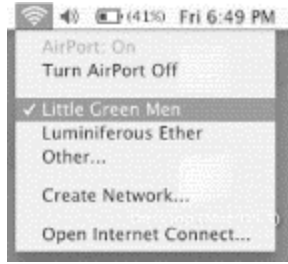 (41%) Fri 6:49 PM
AirPort: On
Turn AirPort Off
✓ Little Green Men
Luminiferous Ether
Other...
Create Network...
Open Internet Connect...